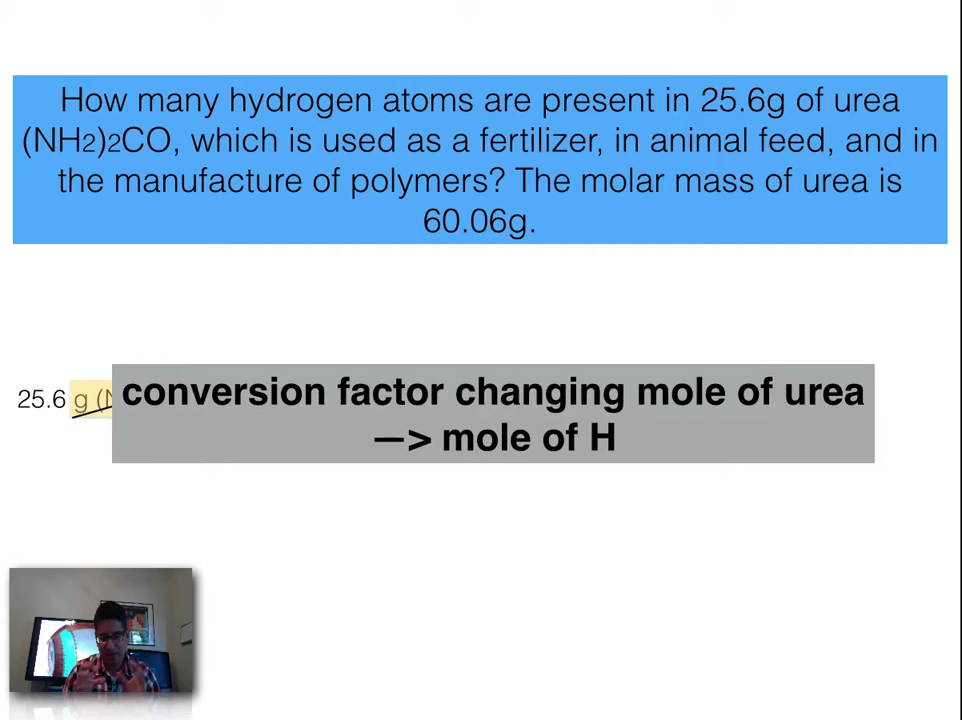 How many hydrogen atoms are present in 25.6g of urea
(NH2)2CO, which is used as a fertilizer, in animal feed, and in
the manufacture of polymers? The molar mass of urea is
60.06g.
25.6 g (N
conversion factor changing mole of urea
—> mole of H